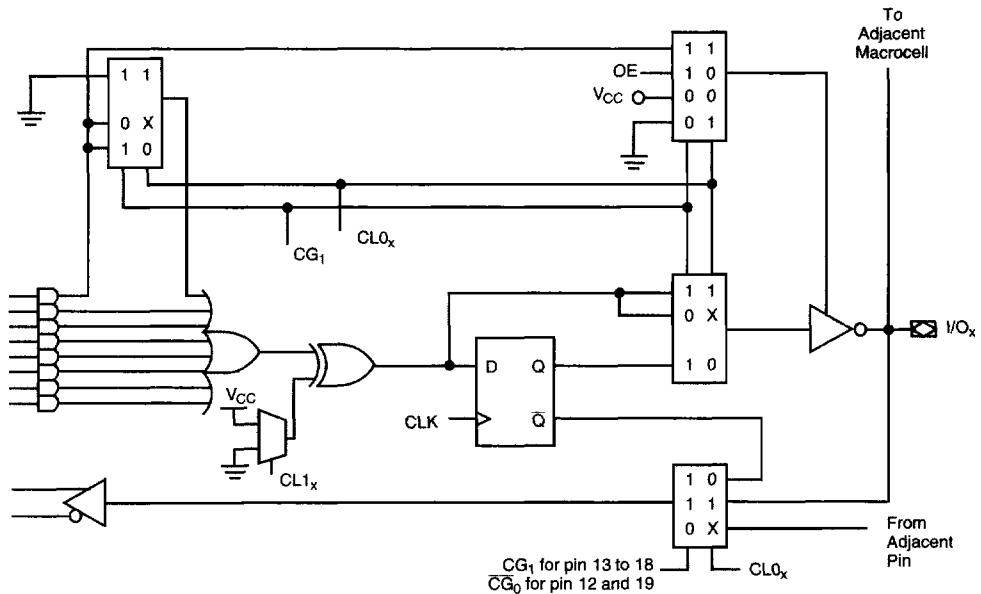 To
Adjacent
Macrocell
1 1
OE
1 0
VCC
0 0
0 1
1 1
0 X
1 0
CL0x
CG1
1 1
0 X
1 0
I/Ox
D Q
CLK
Q̅
VCC
CL1x
1 0
1 1
0 X
From
Adjacent
Pin
CG1 for pin 13 to 18
C̅G̅0 for pin 12 and 19
CL0x